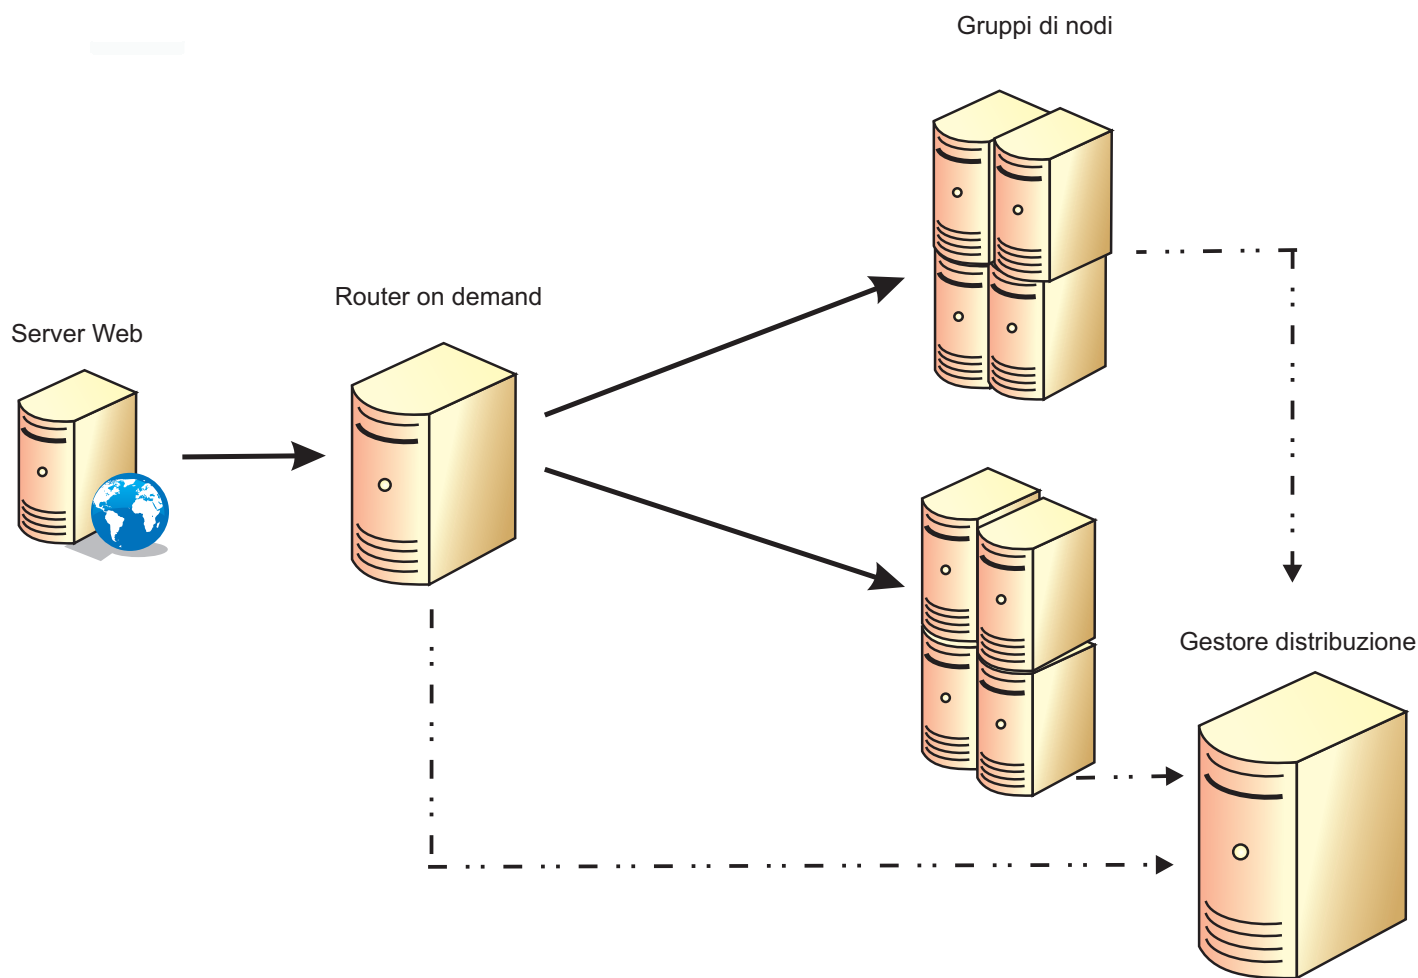 Gruppi di nodi
Router on demand
Server Web
Gestore distribuzione